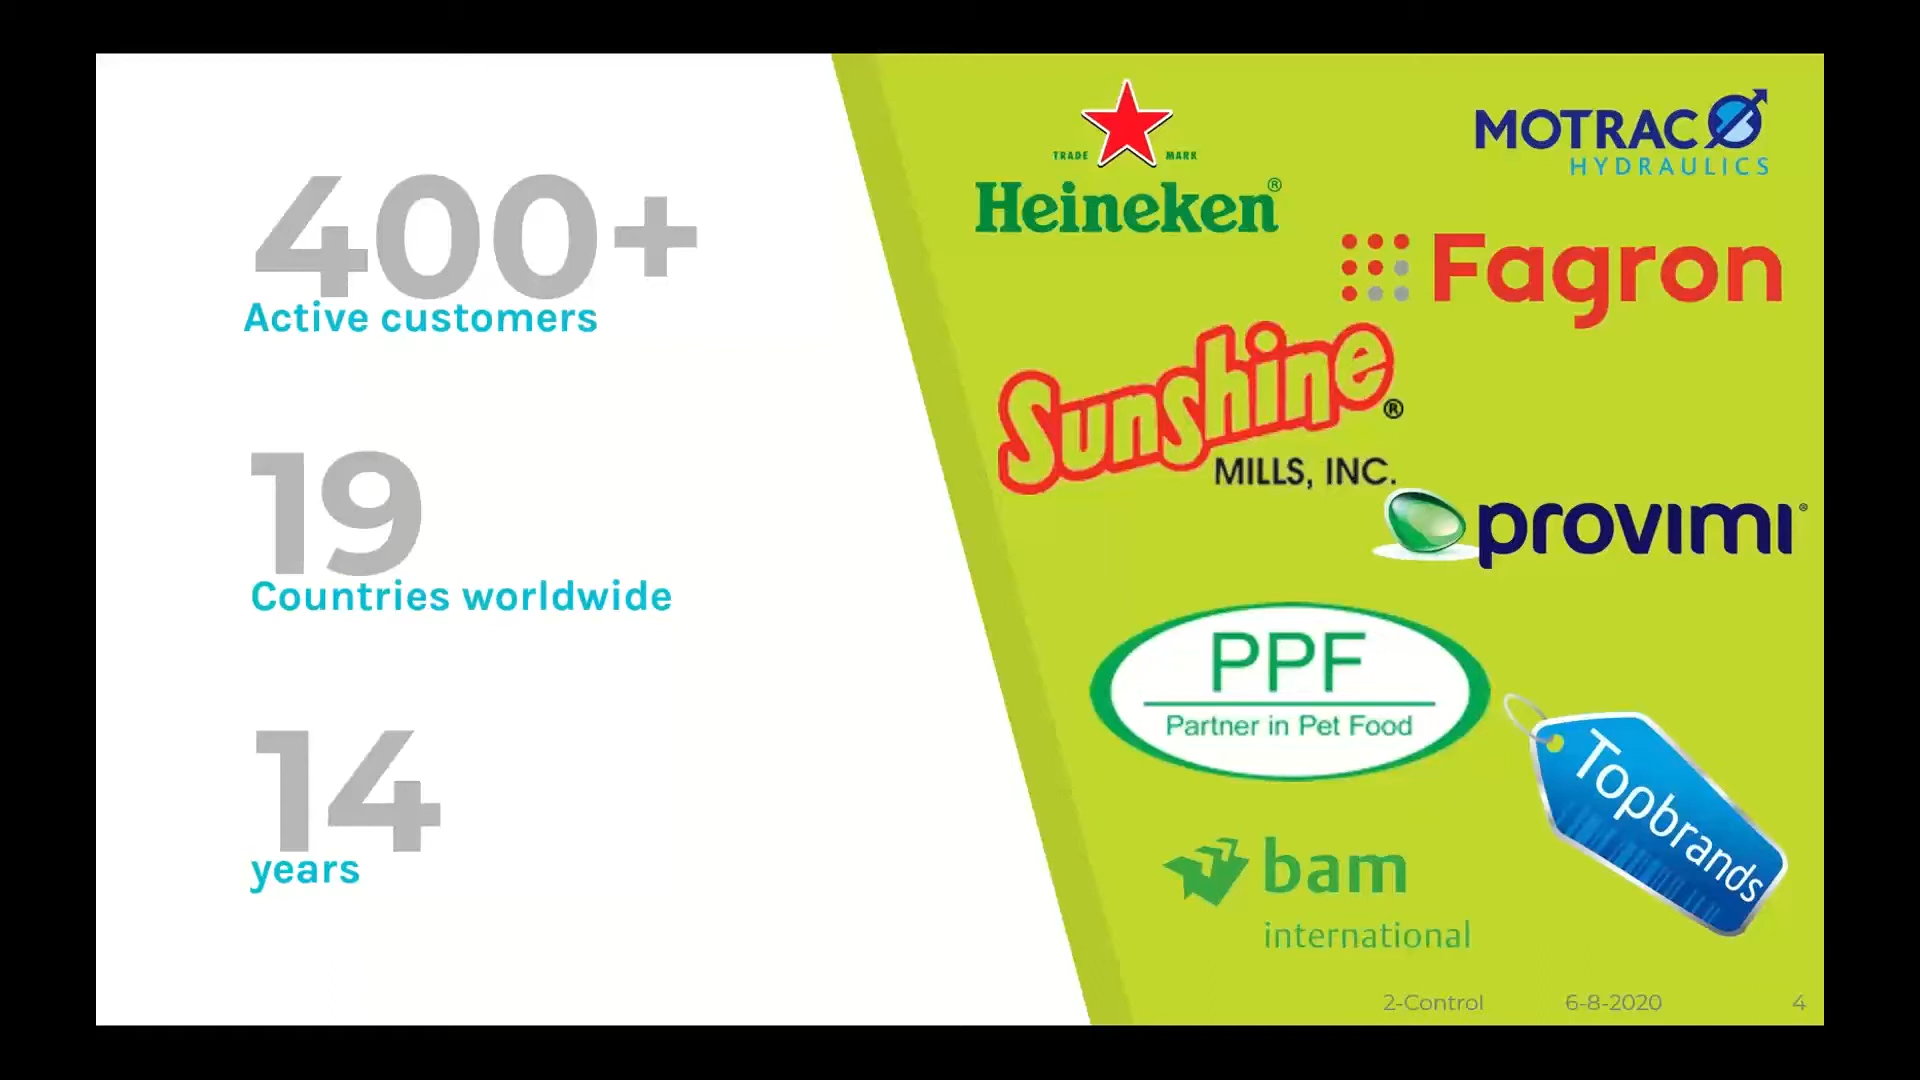 400+
Active customers
19
Countries worldwide
14
years
TRADE MARK
Heineken®
MOTRAC
HYDRAULICS
Fagron
Sunshine®
MILLS, INC.
provimi®
PPF
Partner in Pet Food
Topbrands
bam
international
2-Control 6-8-2020 4